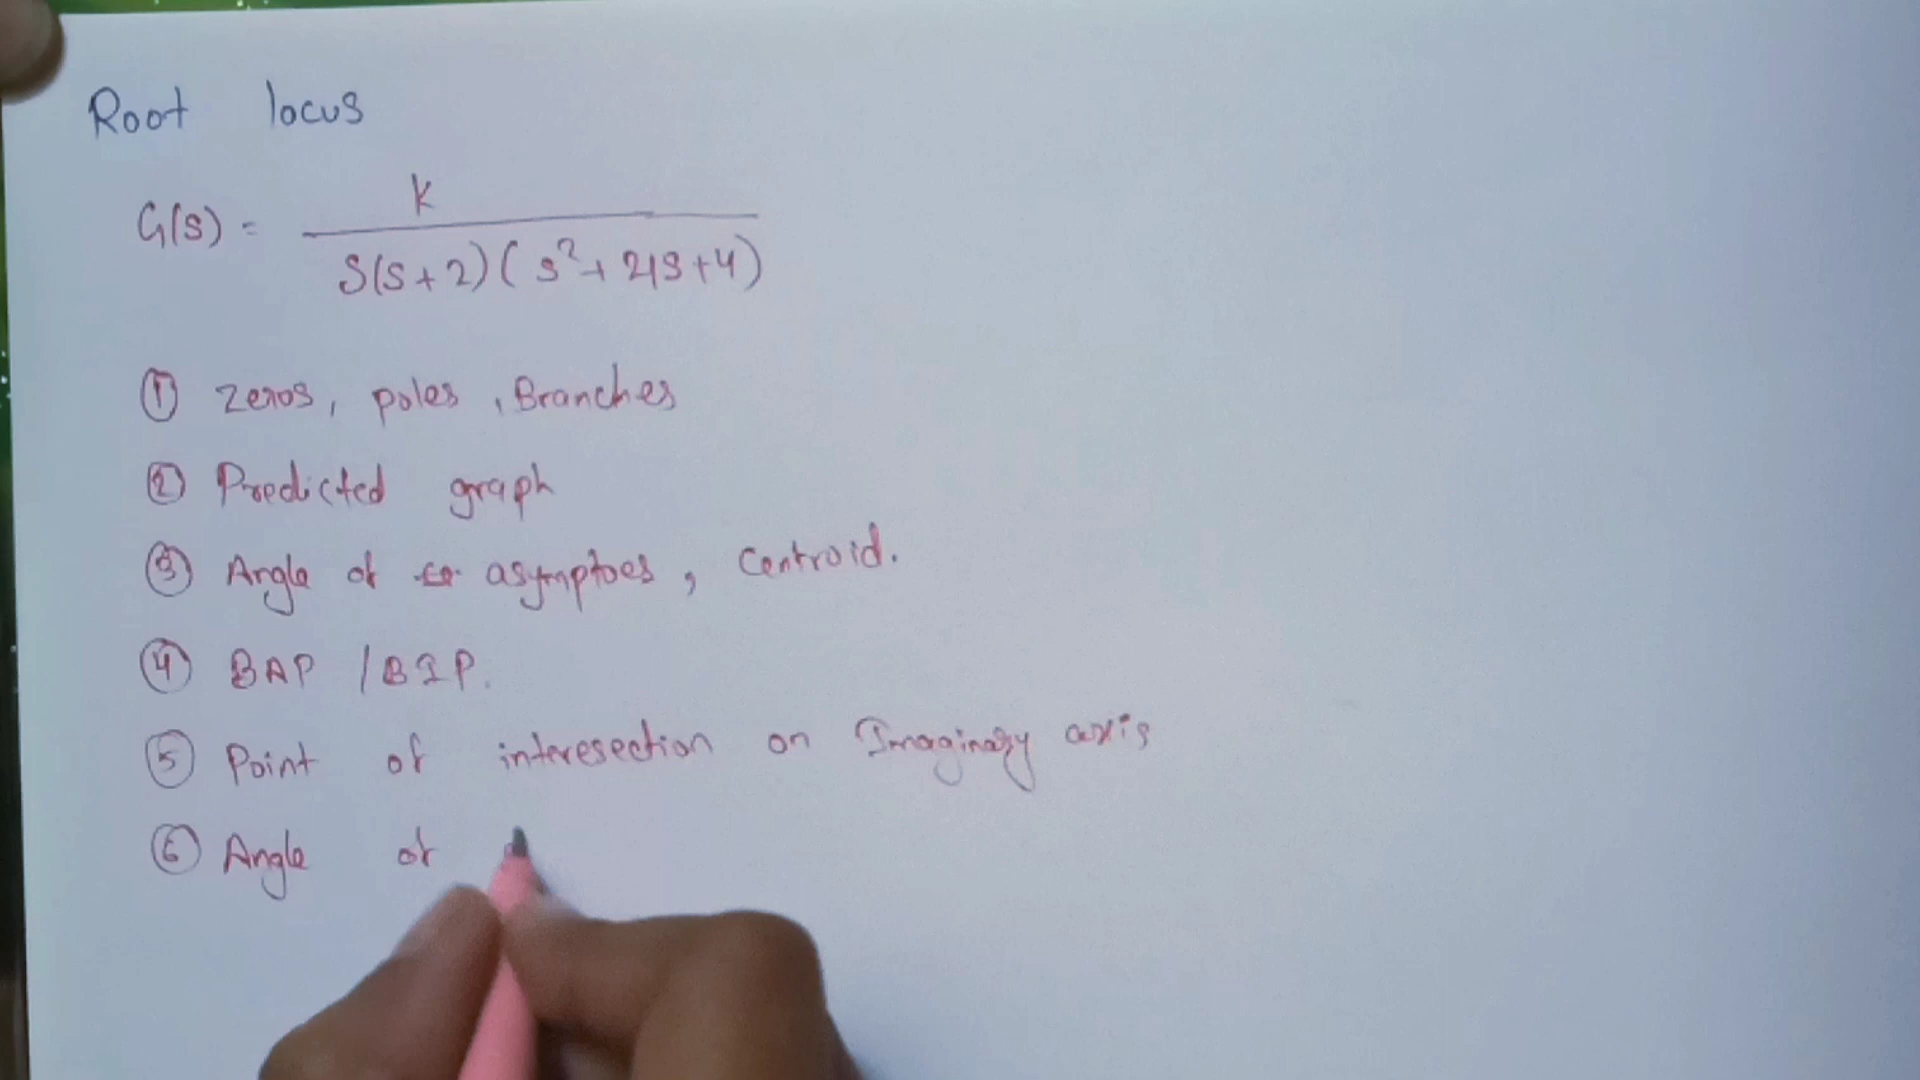 Root locus
G(s) = K
S(S+2)(s²+2s+4)
① Zeros, poles, Branches
② Predicted graph
③ Angle of asymptoes, Centroid.
④ BAP / BIP.
⑤ Point of interesection on Imaginary axis
⑥ Angle of